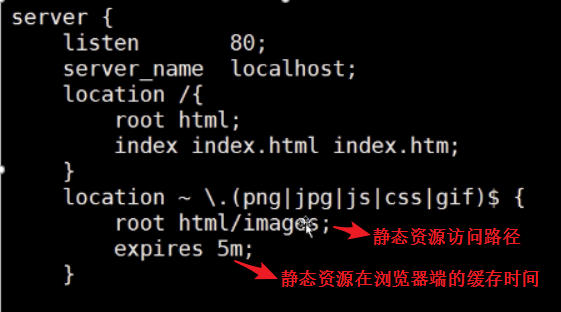 server {
    listen       80;
    server_name  localhost;
    location /{
        root html;
        index index.html index.htm;
    }
    location ~ \.(png|jpg|js|css|gif)$ {
        root html/images;
静态资源访问路径
        expires 5m;
静态资源在浏览器端的缓存时间
    }